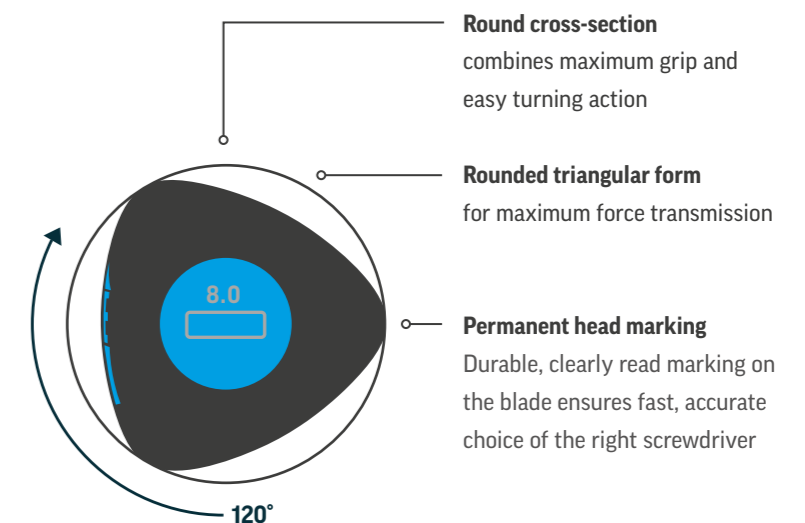 Round cross-section
combines maximum grip and
easy turning action
Rounded triangular form
for maximum force transmission
8.0
Permanent head marking
Durable, clearly read marking on
the blade ensures fast, accurate
choice of the right screwdriver
120°